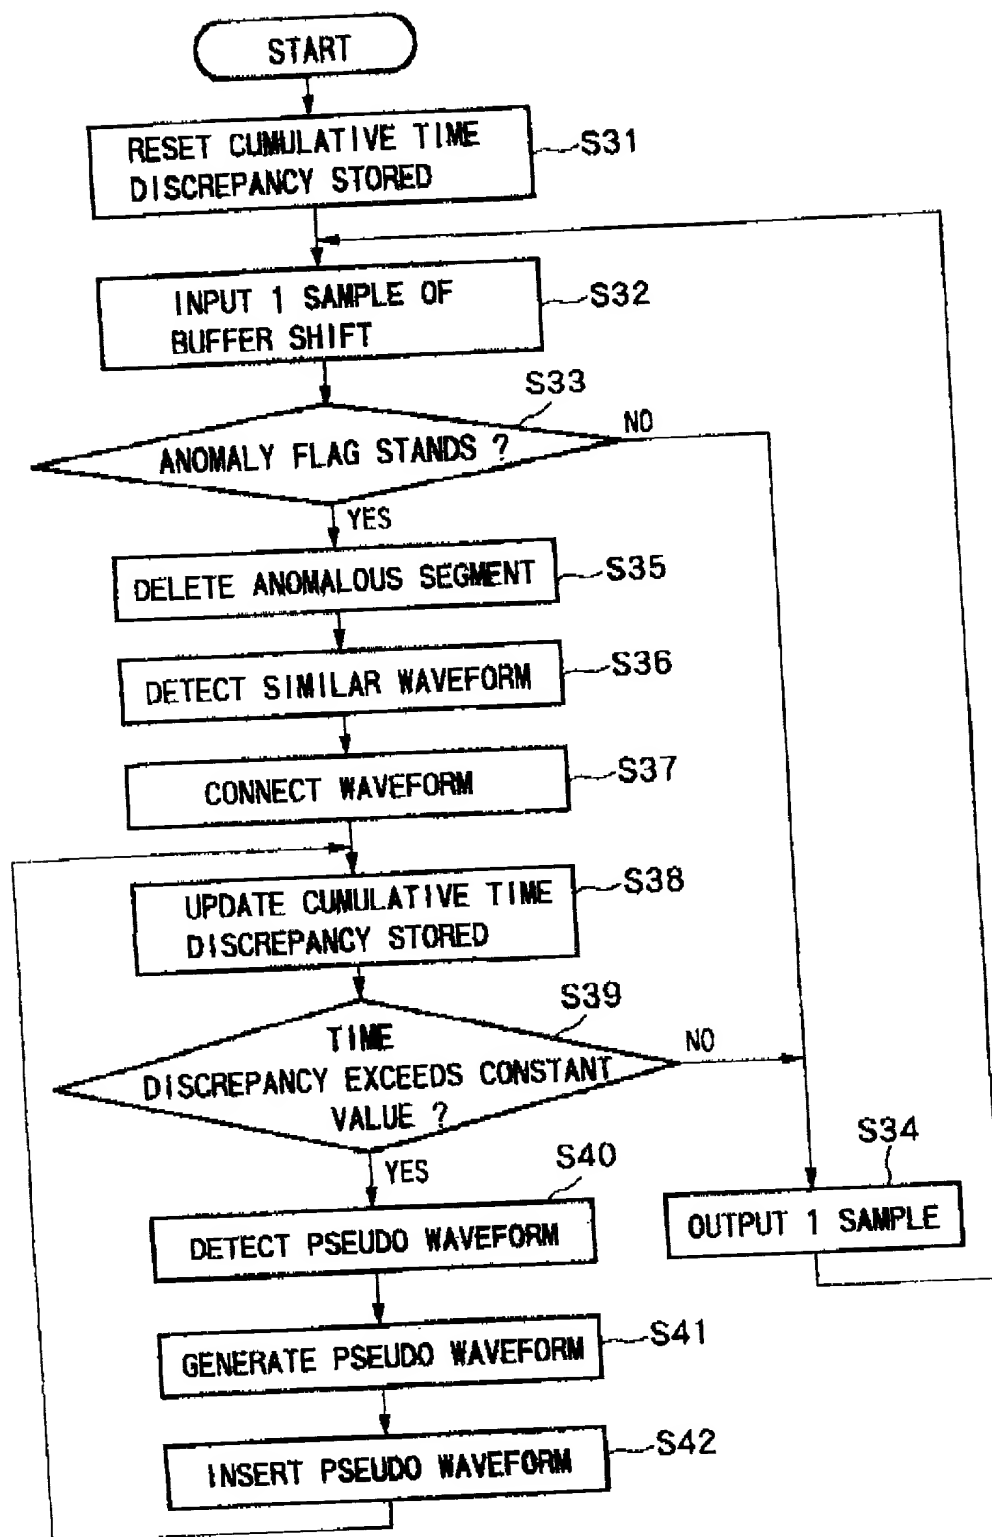 START
RESET CUMULATIVE TIME
DISCREPANCY STORED
S31
INPUT 1 SAMPLE OF
BUFFER SHIFT
S32
S33
ANOMALY FLAG STANDS ?
NO
YES
DELETE ANOMALOUS SEGMENT
S35
DETECT SIMILAR WAVEFORM
S36
CONNECT WAVEFORM
S37
UPDATE CUMULATIVE TIME
DISCREPANCY STORED
S38
S39
TIME
DISCREPANCY EXCEEDS CONSTANT
VALUE ?
NO
YES
S34
OUTPUT 1 SAMPLE
S40
DETECT PSEUDO WAVEFORM
GENERATE PSEUDO WAVEFORM
S41
INSERT PSEUDO WAVEFORM
S42